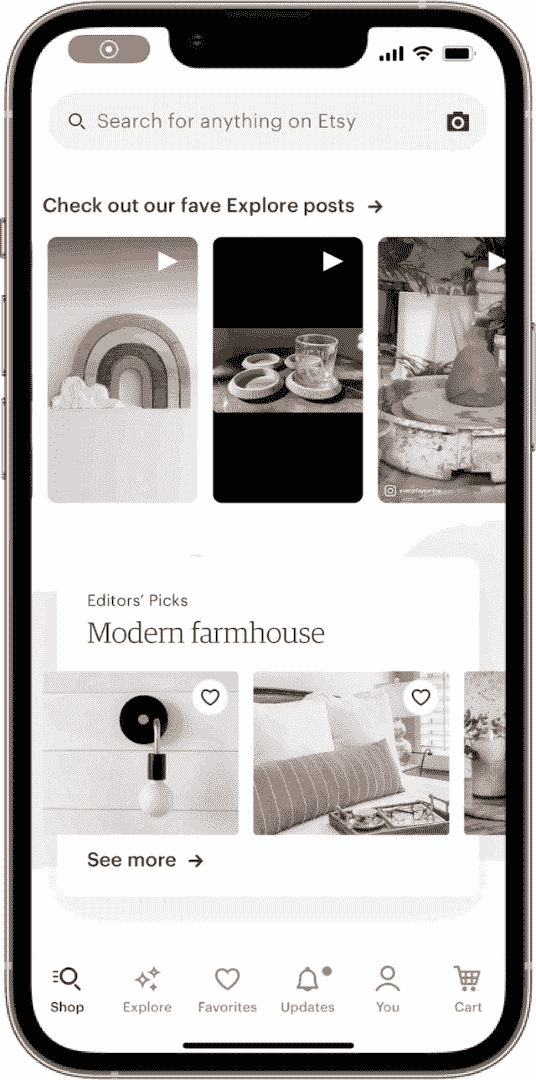 Search for anything on Etsy
Check out our fave Explore posts →
Editors’ Picks
Modern farmhouse
See more →
Shop
Explore
Favorites
Updates
You
Cart